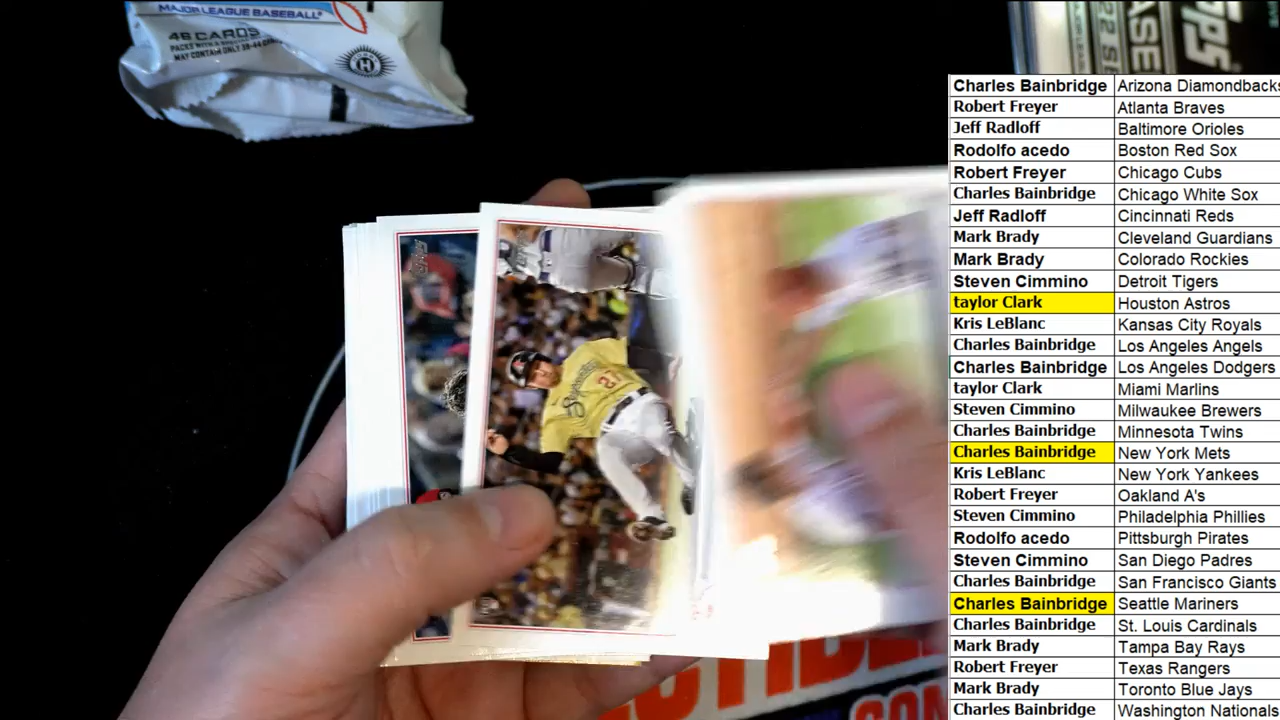 MAJOR LEAGUE BASEBALL
46 CARDS
Charles Bainbridge Arizona Diamondbacks
Robert Freyer Atlanta Braves
Jeff Radloff Baltimore Orioles
Rodolfo acedo Boston Red Sox
Robert Freyer Chicago Cubs
Charles Bainbridge Chicago White Sox
Jeff Radloff Cincinnati Reds
Mark Brady Cleveland Guardians
Mark Brady Colorado Rockies
Steven Cimmino Detroit Tigers
taylor Clark Houston Astros
Kris LeBlanc Kansas City Royals
Charles Bainbridge Los Angeles Angels
Charles Bainbridge Los Angeles Dodgers
taylor Clark Miami Marlins
Steven Cimmino Milwaukee Brewers
Charles Bainbridge Minnesota Twins
Charles Bainbridge New York Mets
Kris LeBlanc New York Yankees
Robert Freyer Oakland A's
Steven Cimmino Philadelphia Phillies
Rodolfo acedo Pittsburgh Pirates
Steven Cimmino San Diego Padres
Charles Bainbridge San Francisco Giants
Charles Bainbridge Seattle Mariners
Charles Bainbridge St. Louis Cardinals
Mark Brady Tampa Bay Rays
Robert Freyer Texas Rangers
Mark Brady Toronto Blue Jays
Charles Bainbridge Washington Nationals